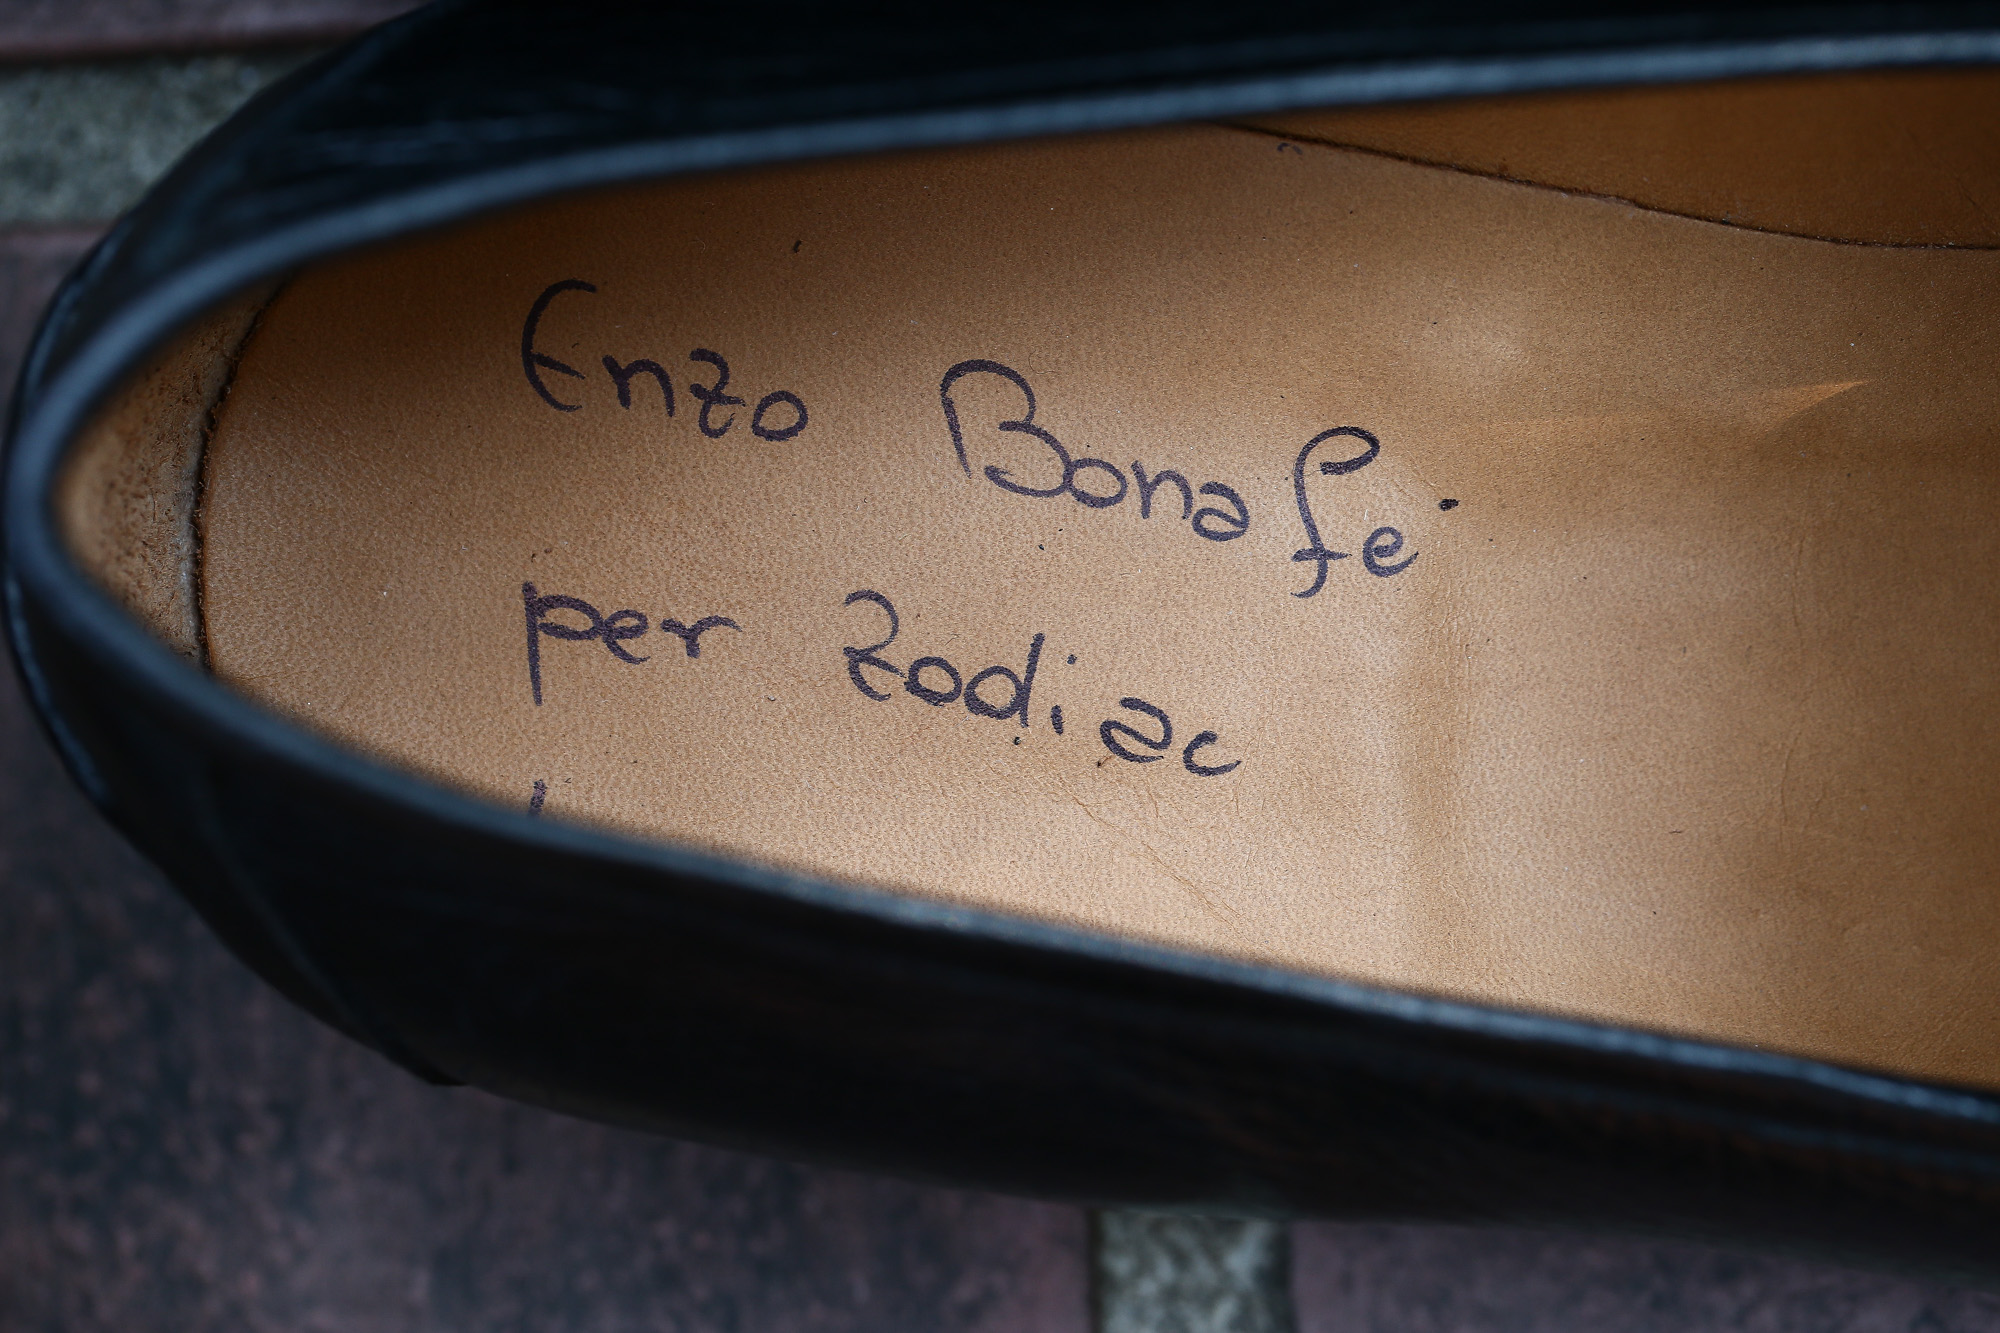 Enzo Bonafe'
per Zodiac